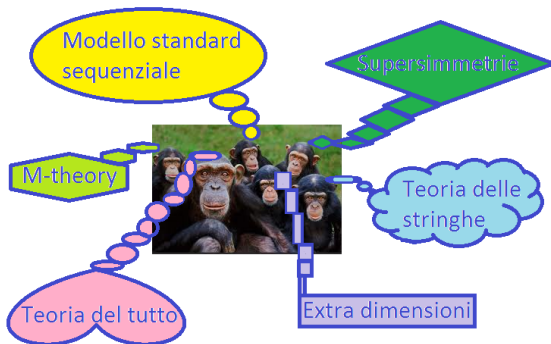 Modello standard
sequenziale
Supersimmetrie
M-theory
Teoria delle
stringhe
Teoria del tutto
Extra dimensioni